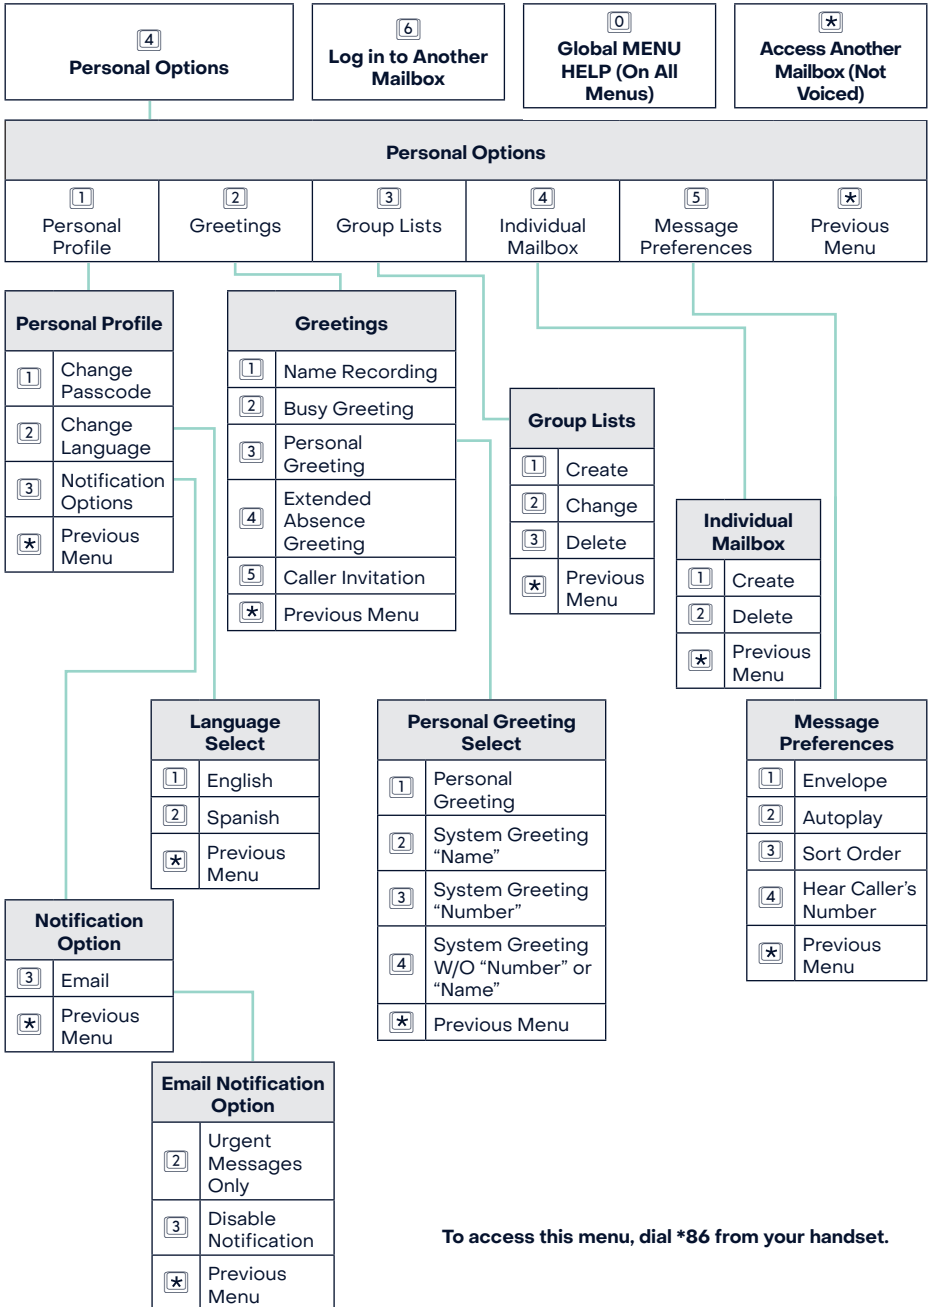 4
Personal Options
6
Log in to Another
Mailbox
0
Global MENU
HELP (On All
Menus)
*
Access Another
Mailbox (Not
Voiced)
Personal Options
1
Personal
Profile
2
Greetings
3
Group Lists
4
Individual
Mailbox
5
Message
Preferences
*
Previous
Menu
Personal Profile
1
Change
Passcode
2
Change
Language
3
Notification
Options
*
Previous
Menu
Greetings
1
Name Recording
2
Busy Greeting
3
Personal
Greeting
4
Extended
Absence
Greeting
5
Caller Invitation
*
Previous Menu
Group Lists
1
Create
2
Change
3
Delete
*
Previous
Menu
Individual
Mailbox
1
Create
2
Delete
*
Previous
Menu
Language
Select
1
English
2
Spanish
*
Previous
Menu
Personal Greeting
Select
1
Personal
Greeting
2
System Greeting
“Name”
3
System Greeting
“Number”
4
System Greeting
W/O “Number” or
“Name”
*
Previous Menu
Message
Preferences
1
Envelope
2
Autoplay
3
Sort Order
4
Hear Caller’s
Number
*
Previous
Menu
Notification
Option
3
Email
*
Previous
Menu
Email Notification
Option
2
Urgent
Messages
Only
3
Disable
Notification
*
Previous
Menu
To access this menu, dial *86 from your handset.